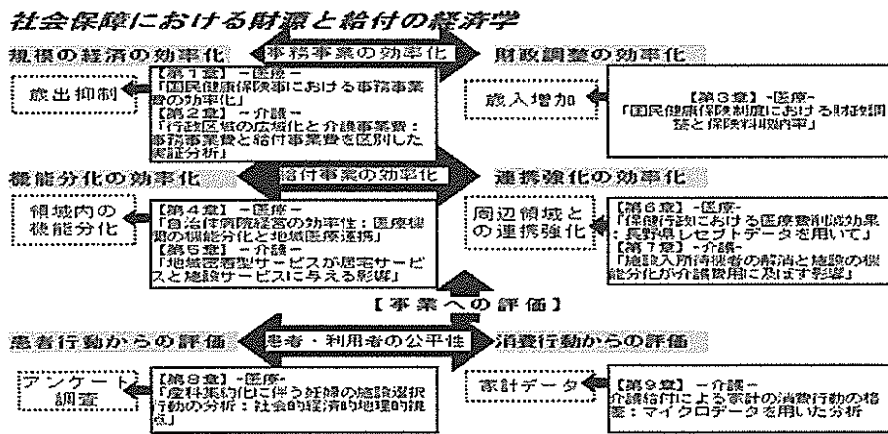 社会保障における財源と給付の経済学
規模の経済の効率化
事務事業の効率化
財政調整の効率化
歳出抑制
【第1章】-医療-
「国民健康保険事における事務事業
費の効率化」
【第2章】-介護-
「行政区域の広域化と介護事業費:
事務事業費と給付事業費を区別した
実証分析」
歳入増加
【第3章】-医療-
「国民健康保険制度における財政調
整と保険料収納率」
機能分化の効率化
給付事業の効率化
連携強化の効率化
領域内の
機能分化
【第4章】-医療-
「自治体病院経営の効率性:医療機
関の機能分化と地域医療連携」
【第5章】-介護-
「地域密着型サービスが居宅サービ
スと施設サービスに与える影響」
周辺領域と
の連携強化
【第6章】-医療-
「保健行政における医療費削減効果
:長野県レセプトデータを用いて」
【第7章】-介護-
「施設入所待機者の解消と施設の機
能分化が介護費用に及ぼす影響」
【事業への評価】
患者行動からの評価
患者・利用者の公平性
消費行動からの評価
アンケート
調査
【第8章】-医療-
「産科集約化に伴う妊婦の施設選択
行動の分析:社会的経済的地理的視
点」
家計データ
【第9章】-介護-
介護給付による家計の消費行動の格
差:マイクロデータを用いた分析